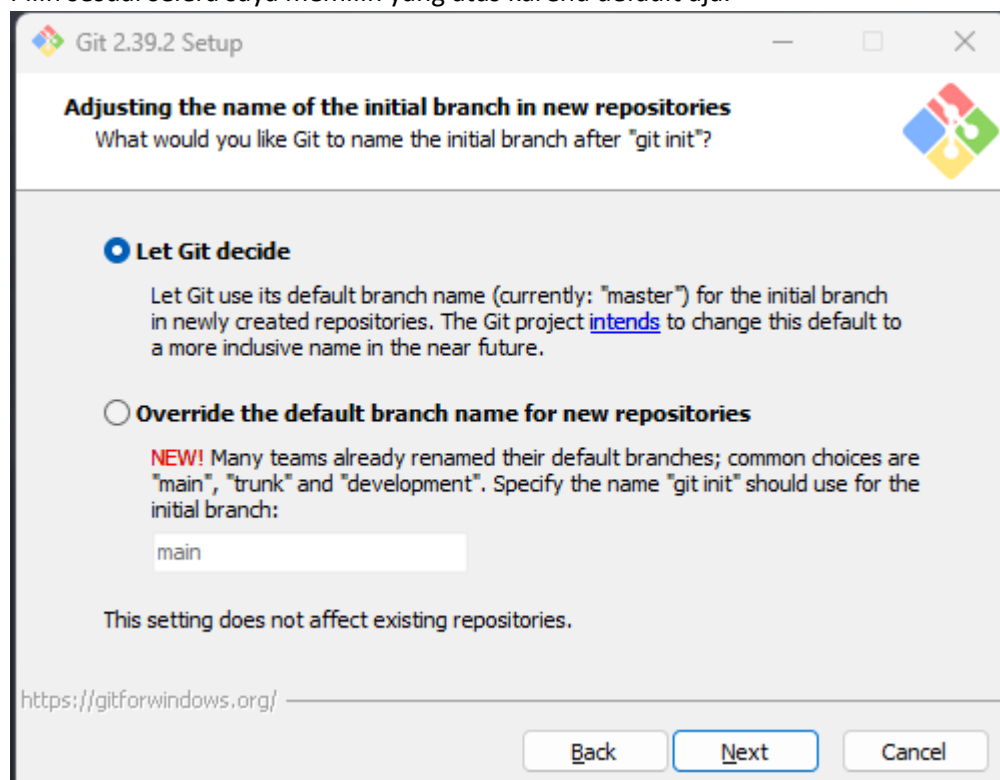 Git 2.39.2 Setup
Adjusting the name of the initial branch in new repositories
What would you like Git to name the initial branch after "git init"?
Let Git decide
Let Git use its default branch name (currently: "master") for the initial branch
in newly created repositories. The Git project intends to change this default to
a more inclusive name in the near future.
Override the default branch name for new repositories
NEW! Many teams already renamed their default branches; common choices are
"main", "trunk" and "development". Specify the name "git init" should use for the
initial branch:
main
This setting does not affect existing repositories.
https://gitforwindows.org/
Back Next Cancel